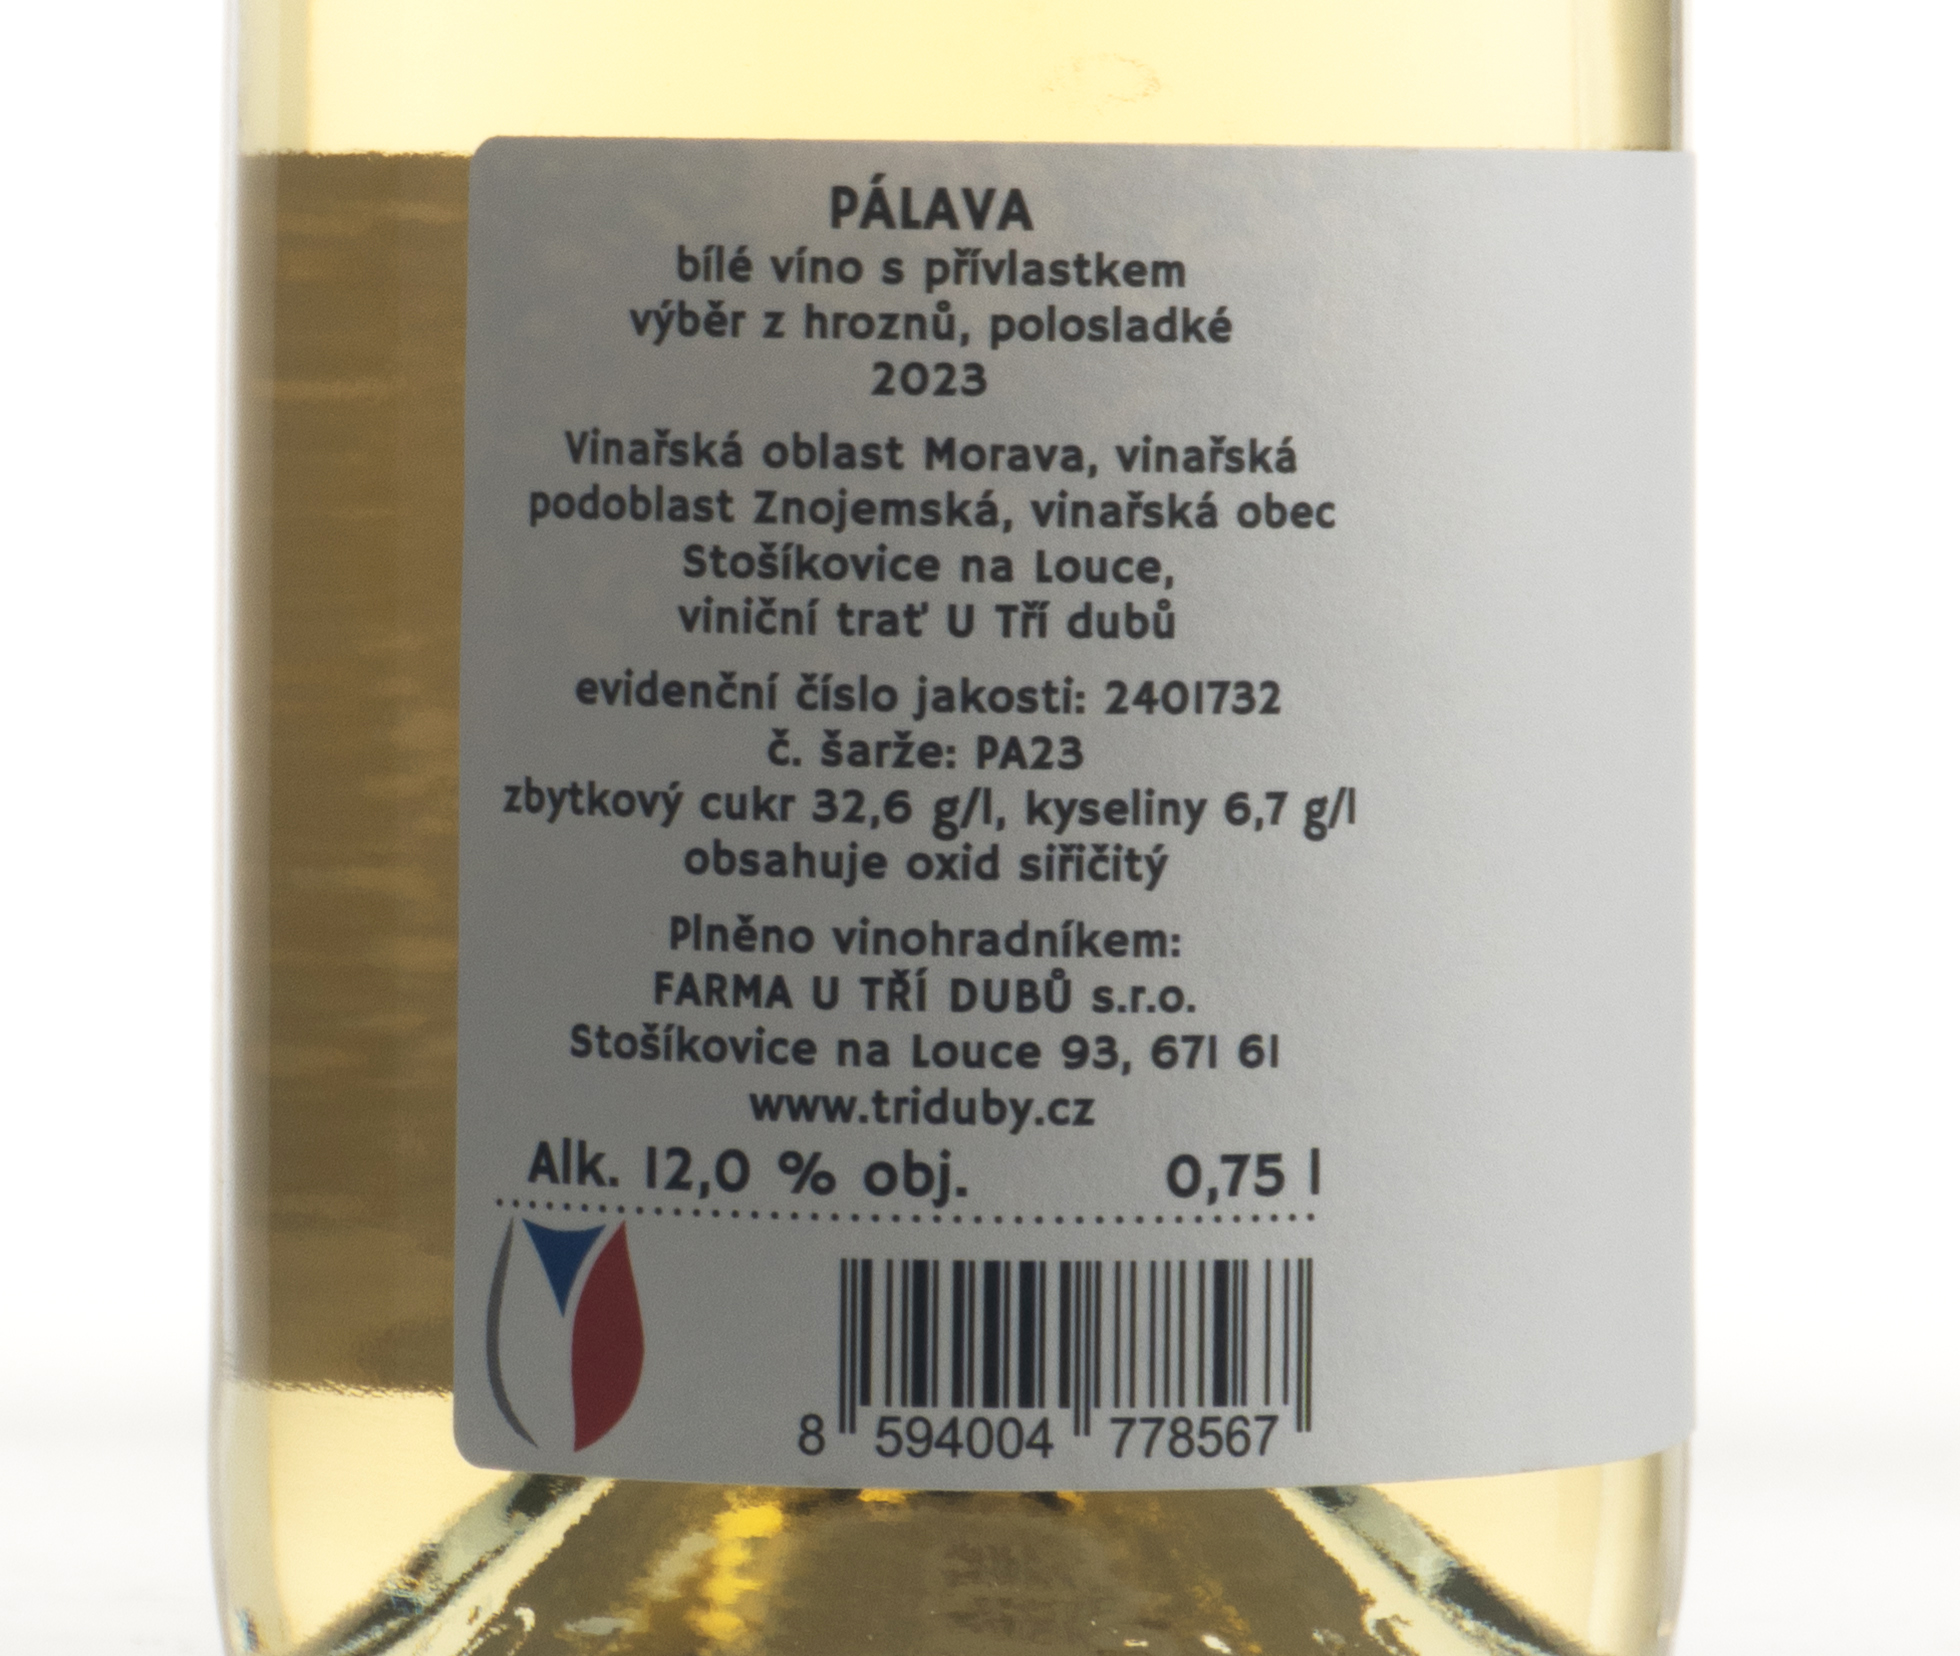 PÁLAVA
bílé víno s přívlastkem
výběr z hroznů, polosladké
2023
Vinařská oblast Morava, vinařská
podoblast Znojemská, vinařská obec
Stošíkovice na Louce,
viniční trať U Tří dubů
evidenční číslo jakosti: 2401732
č. šarže: PA23
zbytkový cukr 32,6 g/l, kyseliny 6,7 g/l
obsahuje oxid siřičitý
Plněno vinohradníkem:
FARMA U TŘÍ DUBŮ s.r.o.
Stošíkovice na Louce 93, 671 61
www.triduby.cz
Alk. 12,0 % obj. 0,75 l
8 594004 778567